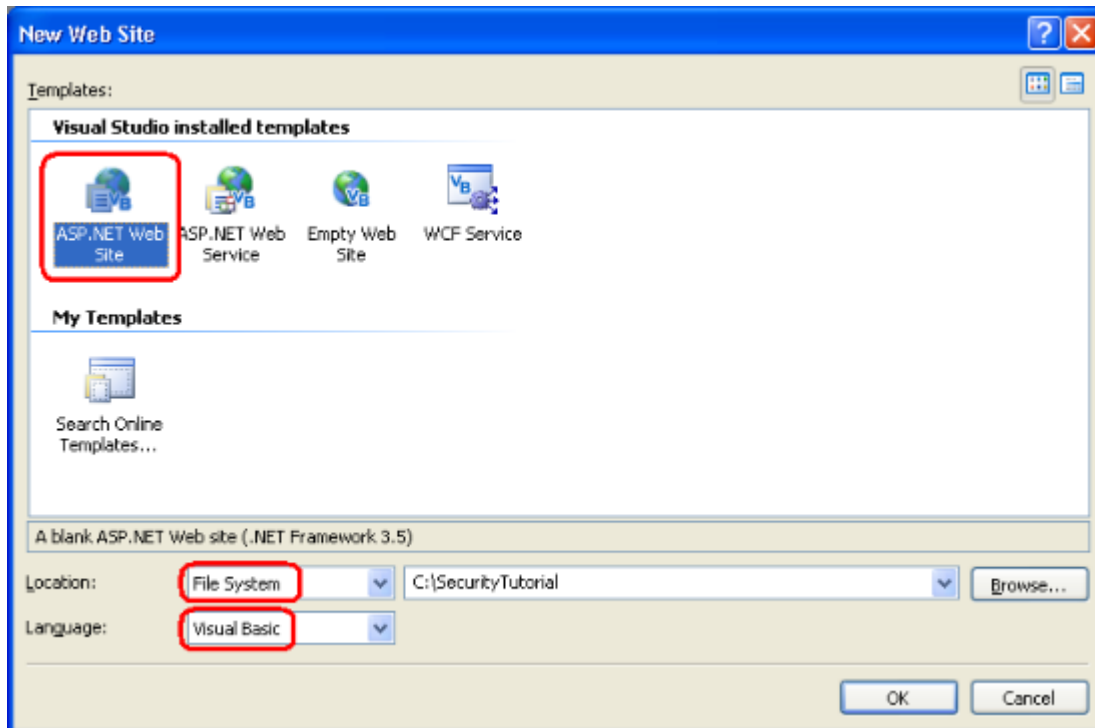 New Web Site
Templates:
Visual Studio installed templates
ASP.NET Web Site
ASP.NET Web Service
Empty Web Site
WCF Service
My Templates
Search Online Templates...
A blank ASP.NET Web site (.NET Framework 3.5)
Location: File System C:\SecurityTutorial Browse...
Language: Visual Basic
OK Cancel